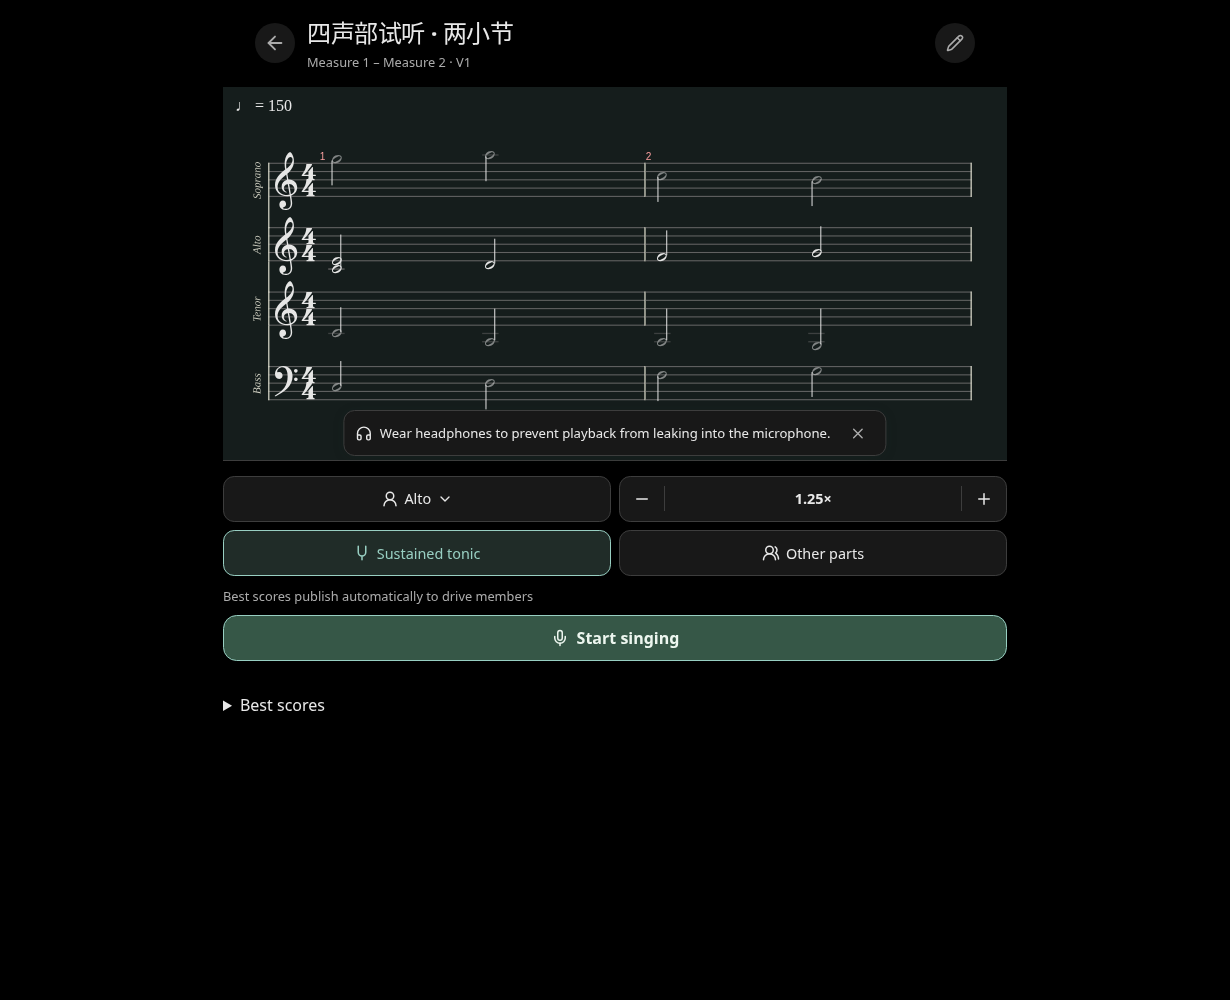 四声部试听 · 两小节
Measure 1 – Measure 2 · V1
♩ = 150
1
2
Soprano
Alto
Tenor
Bass
Wear headphones to prevent playback from leaking into the microphone.
Alto
1.25×
Sustained tonic
Other parts
Best scores publish automatically to drive members
Start singing
Best scores